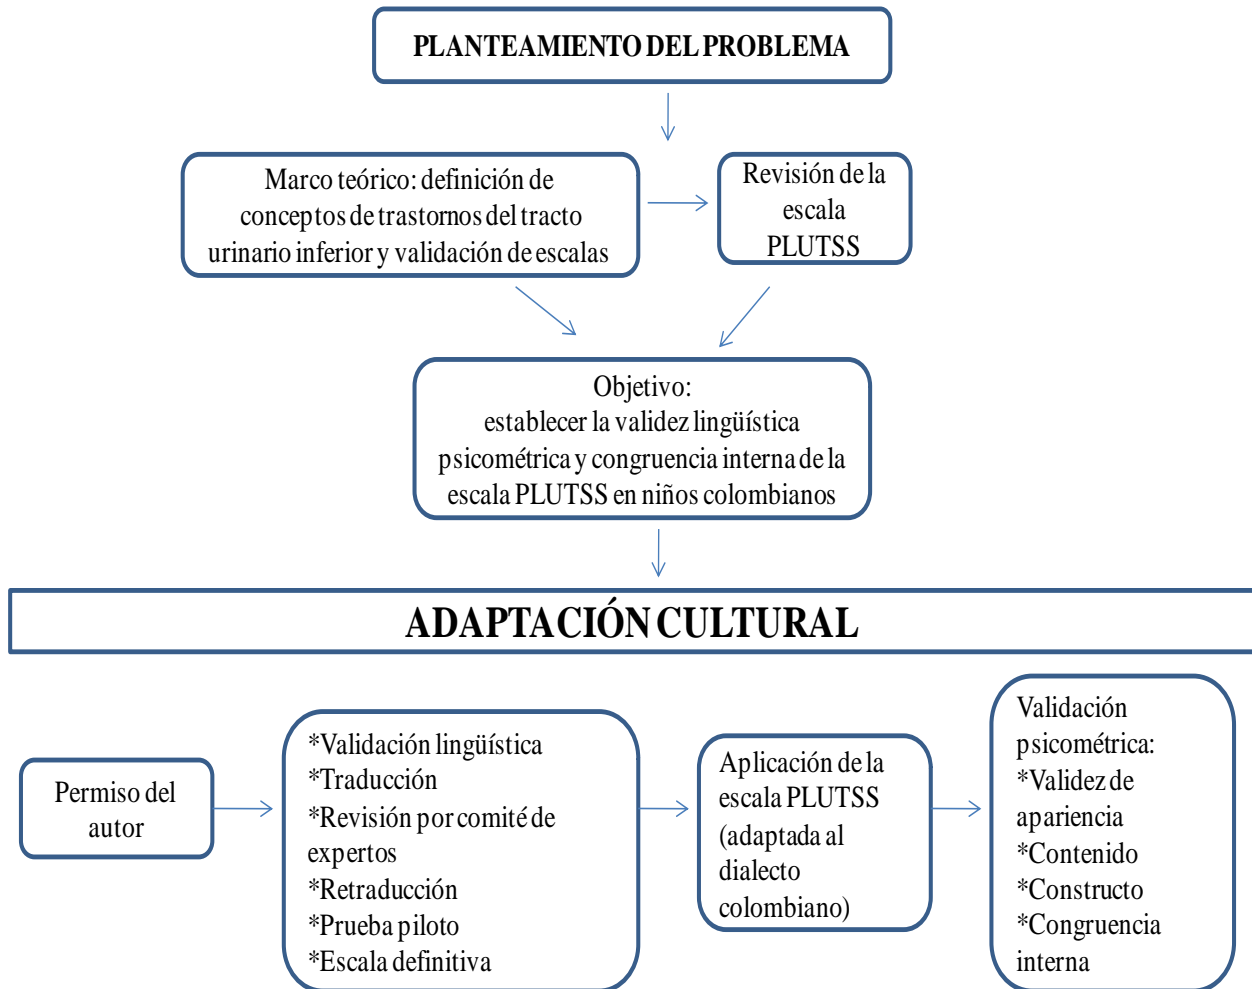 PLANTEAMIENTO DEL PROBLEMA
Marco teórico: definición de
conceptos de trastornos del tracto
urinario inferior y validación de escalas
Revisión de la
escala
PLUTSS
Objetivo:
establecer la validez lingüística
psicométrica y congruencia interna de la
escala PLUTSS en niños colombianos
ADAPTACIÓN CULTURAL
Permiso del
autor
*Validación lingüística
*Traducción
*Revisión por comité de
expertos
*Retraducción
*Prueba piloto
*Escala definitiva
Aplicación de la
escala PLUTSS
(adaptada al
dialecto
colombiano)
Validación
psicométrica:
*Validez de
apariencia
*Contenido
*Constructo
*Congruencia
interna